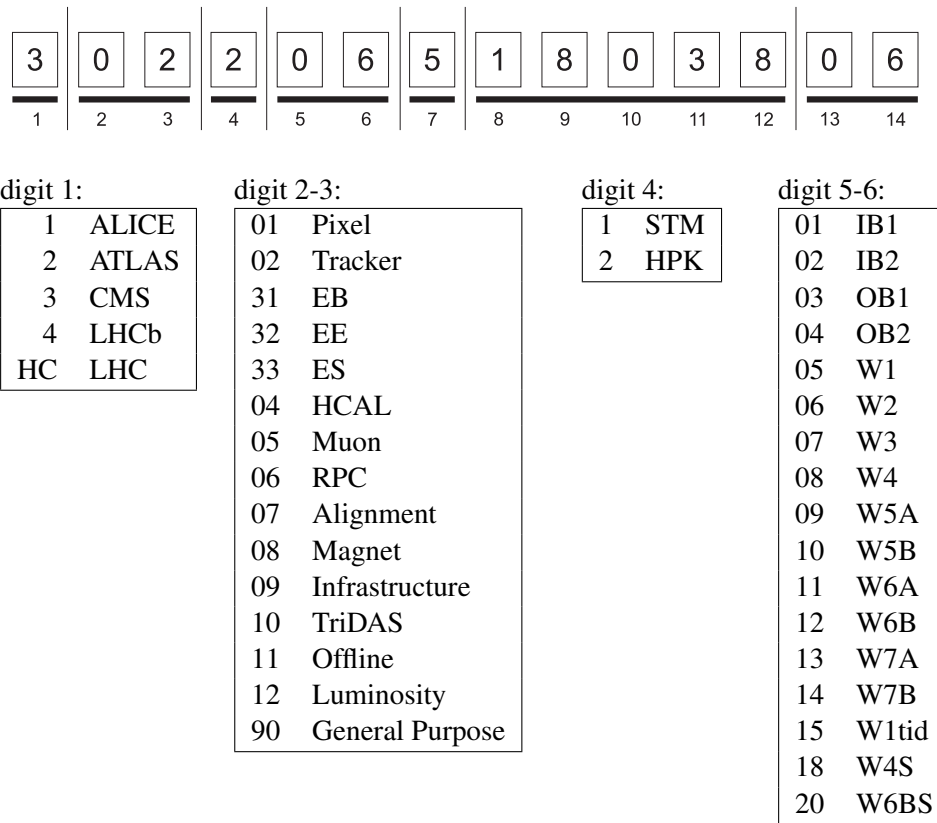 3 0 2 2 0 6 5 1 8 0 3 8 0 6
1 2 3 4 5 6 7 8 9 10 11 12 13 14
digit 1:
1 ALICE
2 ATLAS
3 CMS
4 LHCb
HC LHC
digit 2-3:
01 Pixel
02 Tracker
31 EB
32 EE
33 ES
04 HCAL
05 Muon
06 RPC
07 Alignment
08 Magnet
09 Infrastructure
10 TriDAS
11 Offline
12 Luminosity
90 General Purpose
digit 4:
1 STM
2 HPK
digit 5-6:
01 IB1
02 IB2
03 OB1
04 OB2
05 W1
06 W2
07 W3
08 W4
09 W5A
10 W5B
11 W6A
12 W6B
13 W7A
14 W7B
15 W1tid
18 W4S
20 W6BS